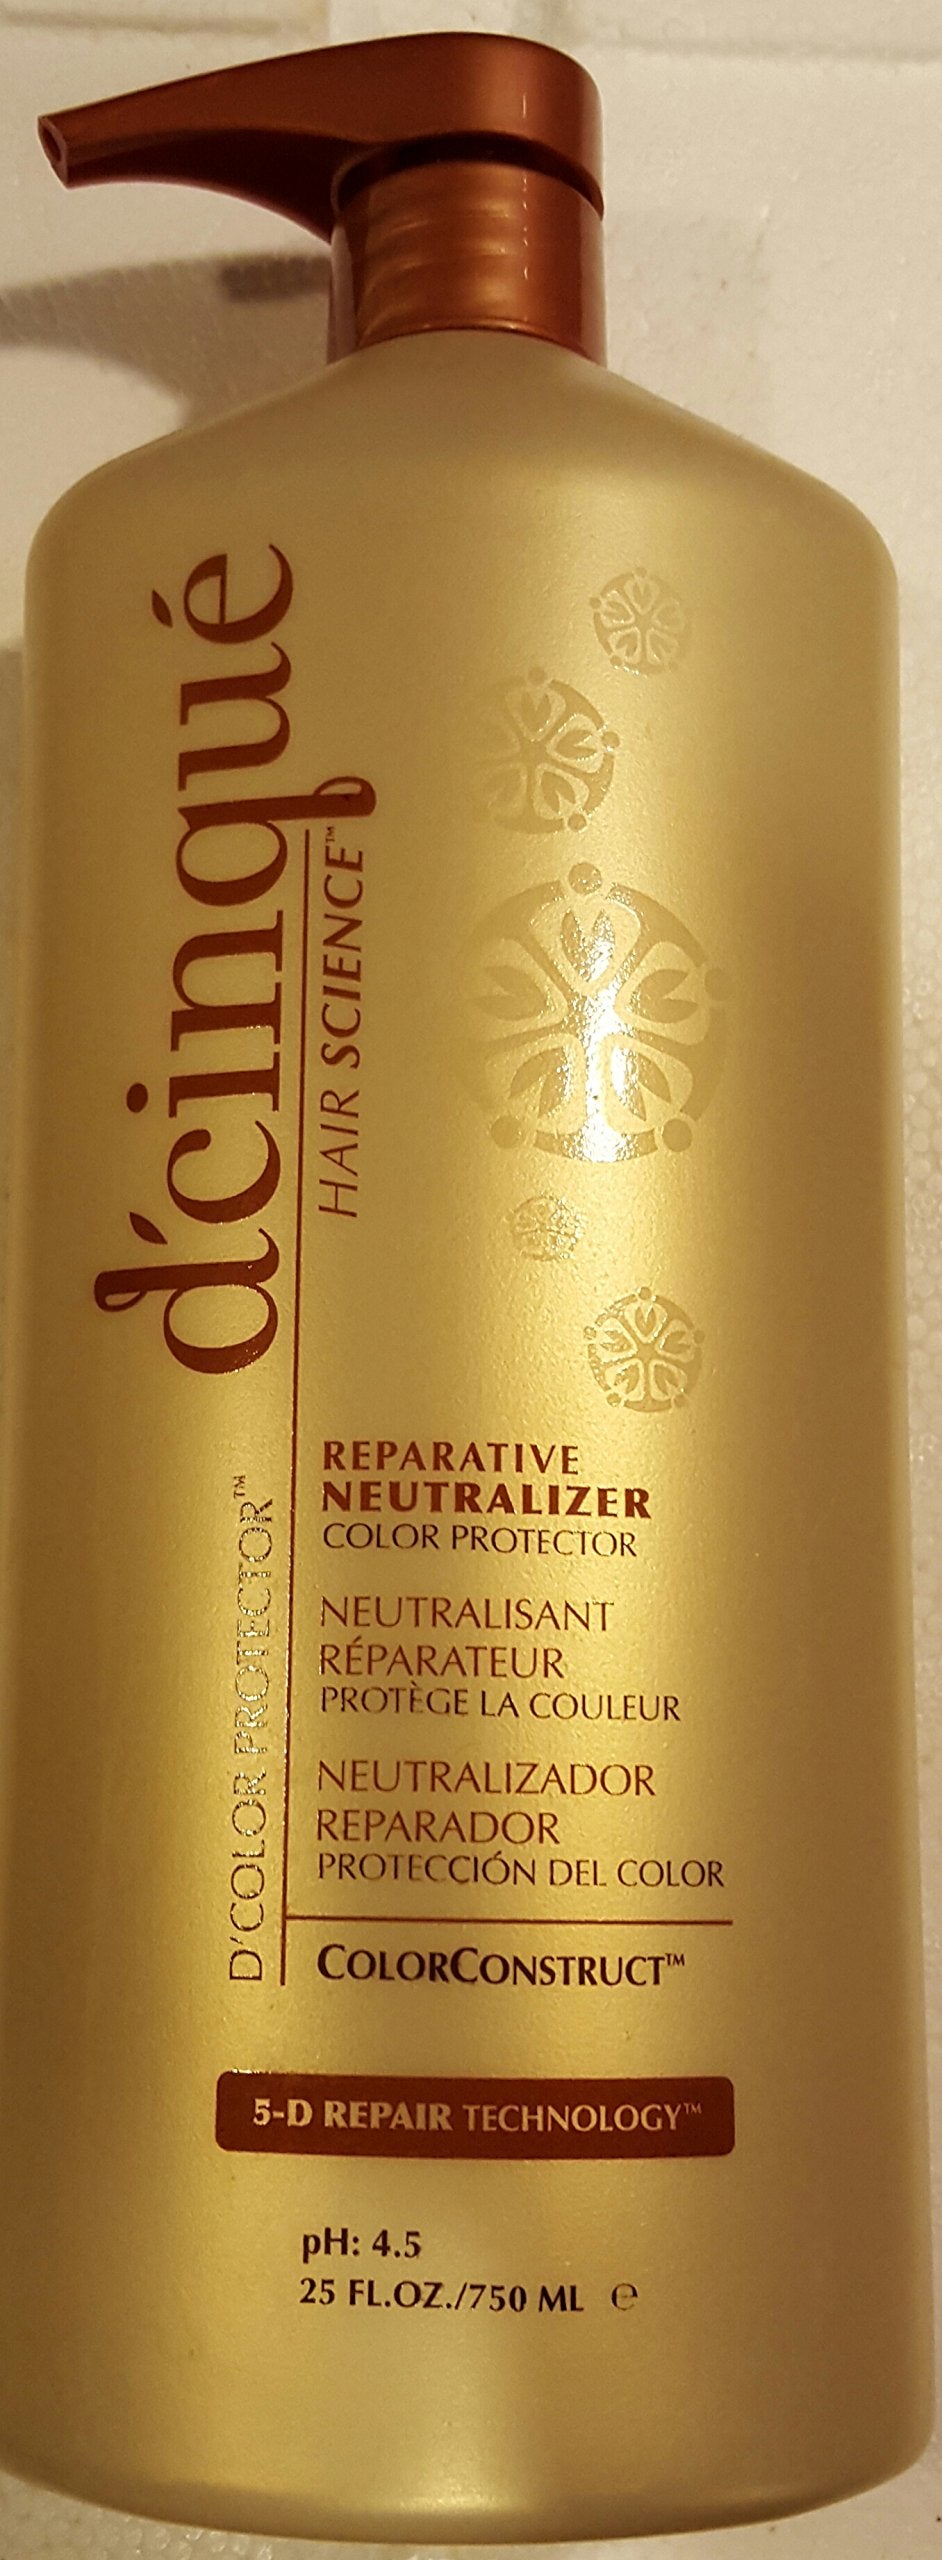 d'cinqué
HAIR SCIENCE™
D'COLOR PROTECTOR™
REPARATIVE
NEUTRALIZER
COLOR PROTECTOR
NEUTRALISANT
RÉPARATEUR
PROTÈGE LA COULEUR
NEUTRALIZADOR
REPARADOR
PROTECCIÓN DEL COLOR
COLORCONSTRUCT™
5-D REPAIR TECHNOLOGY™
pH: 4.5
25 FL.OZ./750 ML ℮